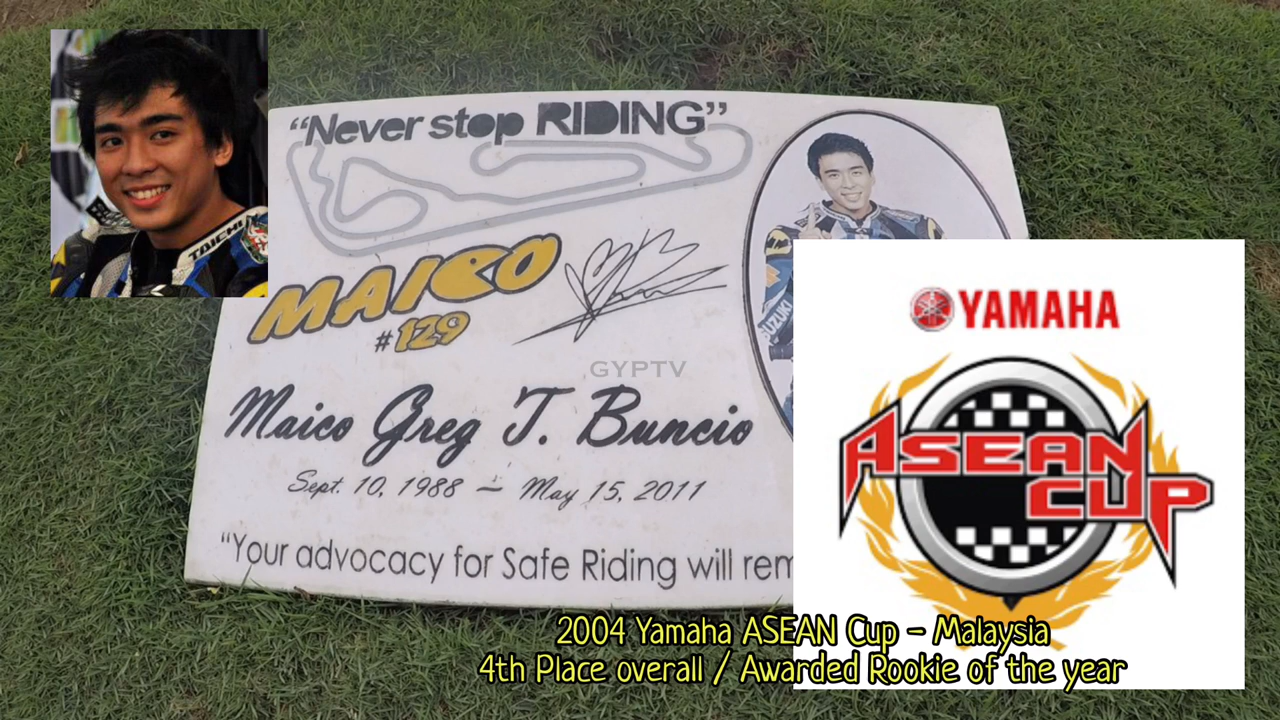 "Never stop RIDING"
TAICHI
MAICO
#129
SUZUKI
GYPTV
Maico Greg T. Buncio
Sept. 10, 1988 – May 15, 2011
"Your advocacy for Safe Riding will rem
YAMAHA
ASEAN
CUP
2004 Yamaha ASEAN Cup - Malaysia
4th Place overall / Awarded Rookie of the year